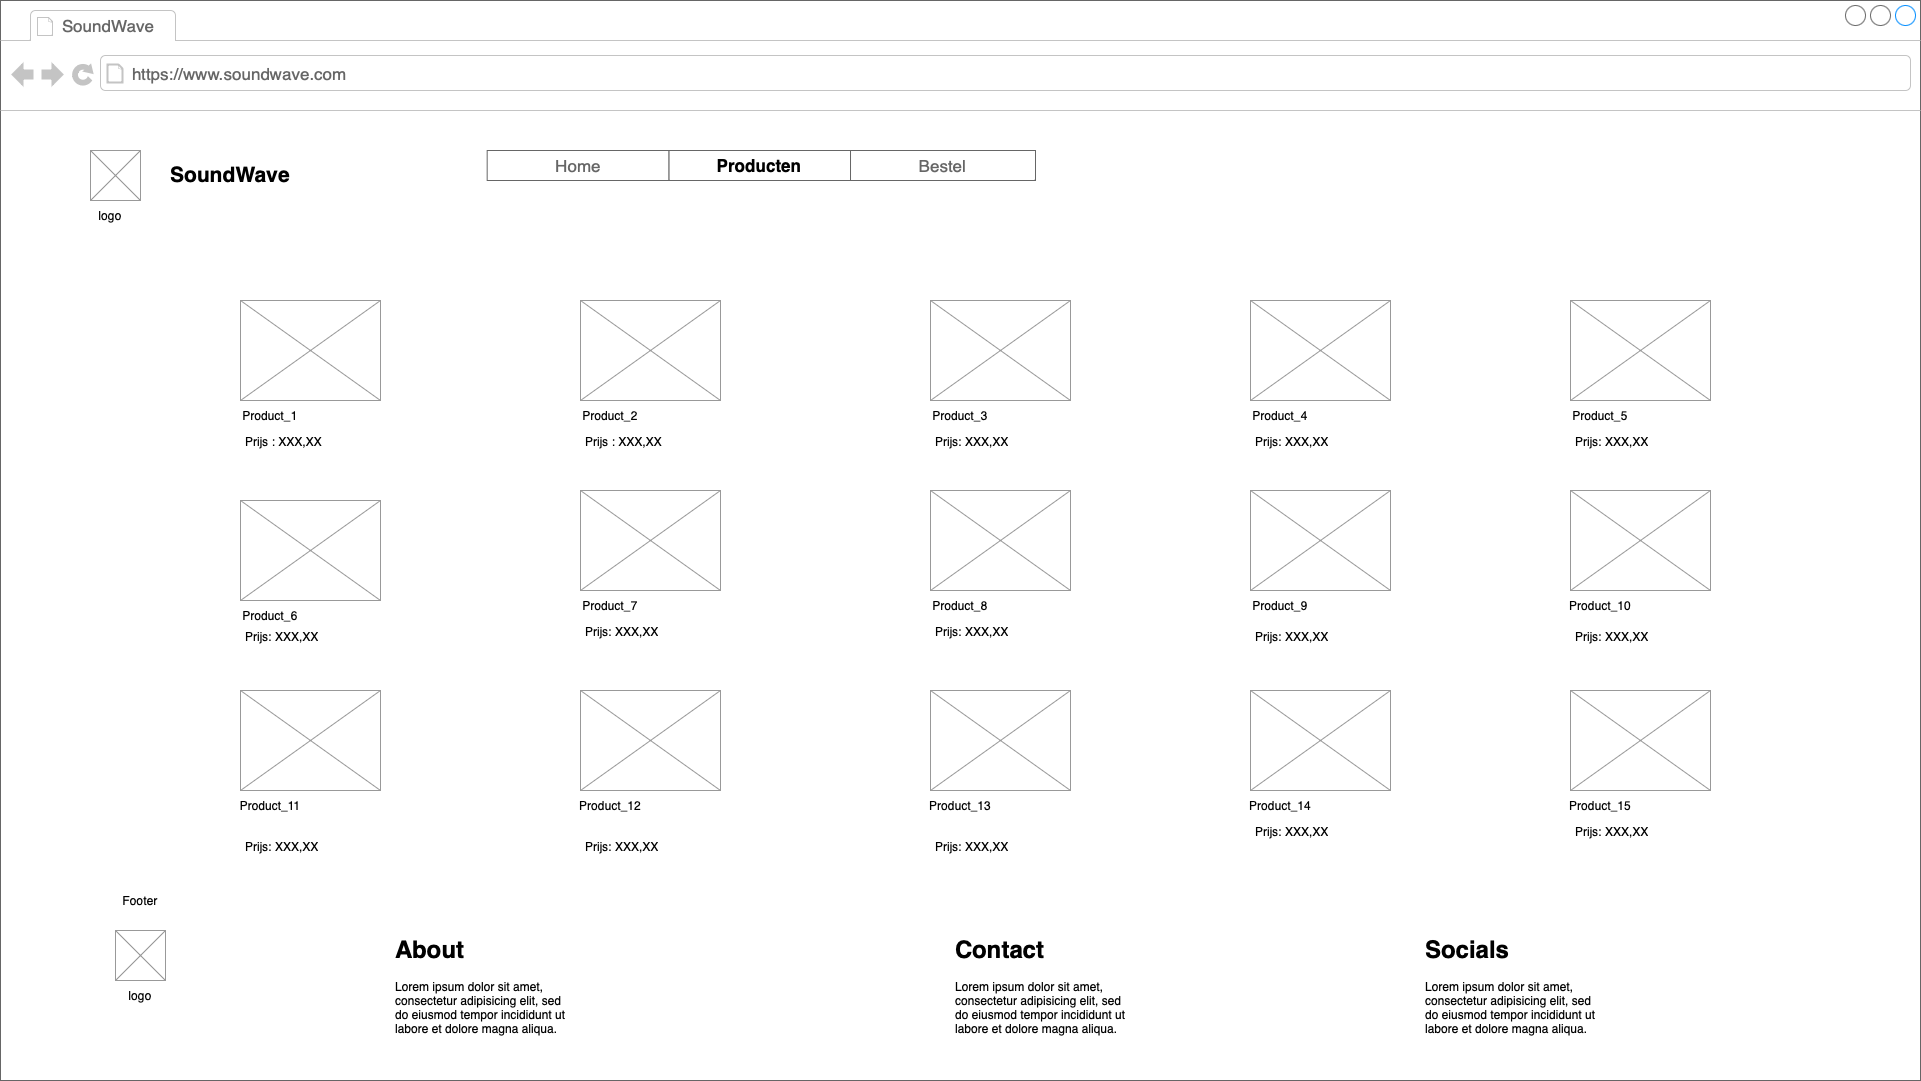 SoundWave
https://www.soundwave.com
logo
SoundWave
Home
Producten
Bestel
Product_1
Prijs : XXX,XX
Product_2
Prijs : XXX,XX
Product_3
Prijs: XXX,XX
Product_4
Prijs: XXX,XX
Product_5
Prijs: XXX,XX
Product_6
Prijs: XXX,XX
Product_7
Prijs: XXX,XX
Product_8
Prijs: XXX,XX
Product_9
Prijs: XXX,XX
Product_10
Prijs: XXX,XX
Product_11
Prijs: XXX,XX
Product_12
Prijs: XXX,XX
Product_13
Prijs: XXX,XX
Product_14
Prijs: XXX,XX
Product_15
Prijs: XXX,XX
Footer
logo
About
Lorem ipsum dolor sit amet,
consectetur adipisicing elit, sed
do eiusmod tempor incididunt ut
labore et dolore magna aliqua.
Contact
Lorem ipsum dolor sit amet,
consectetur adipisicing elit, sed
do eiusmod tempor incididunt ut
labore et dolore magna aliqua.
Socials
Lorem ipsum dolor sit amet,
consectetur adipisicing elit, sed
do eiusmod tempor incididunt ut
labore et dolore magna aliqua.